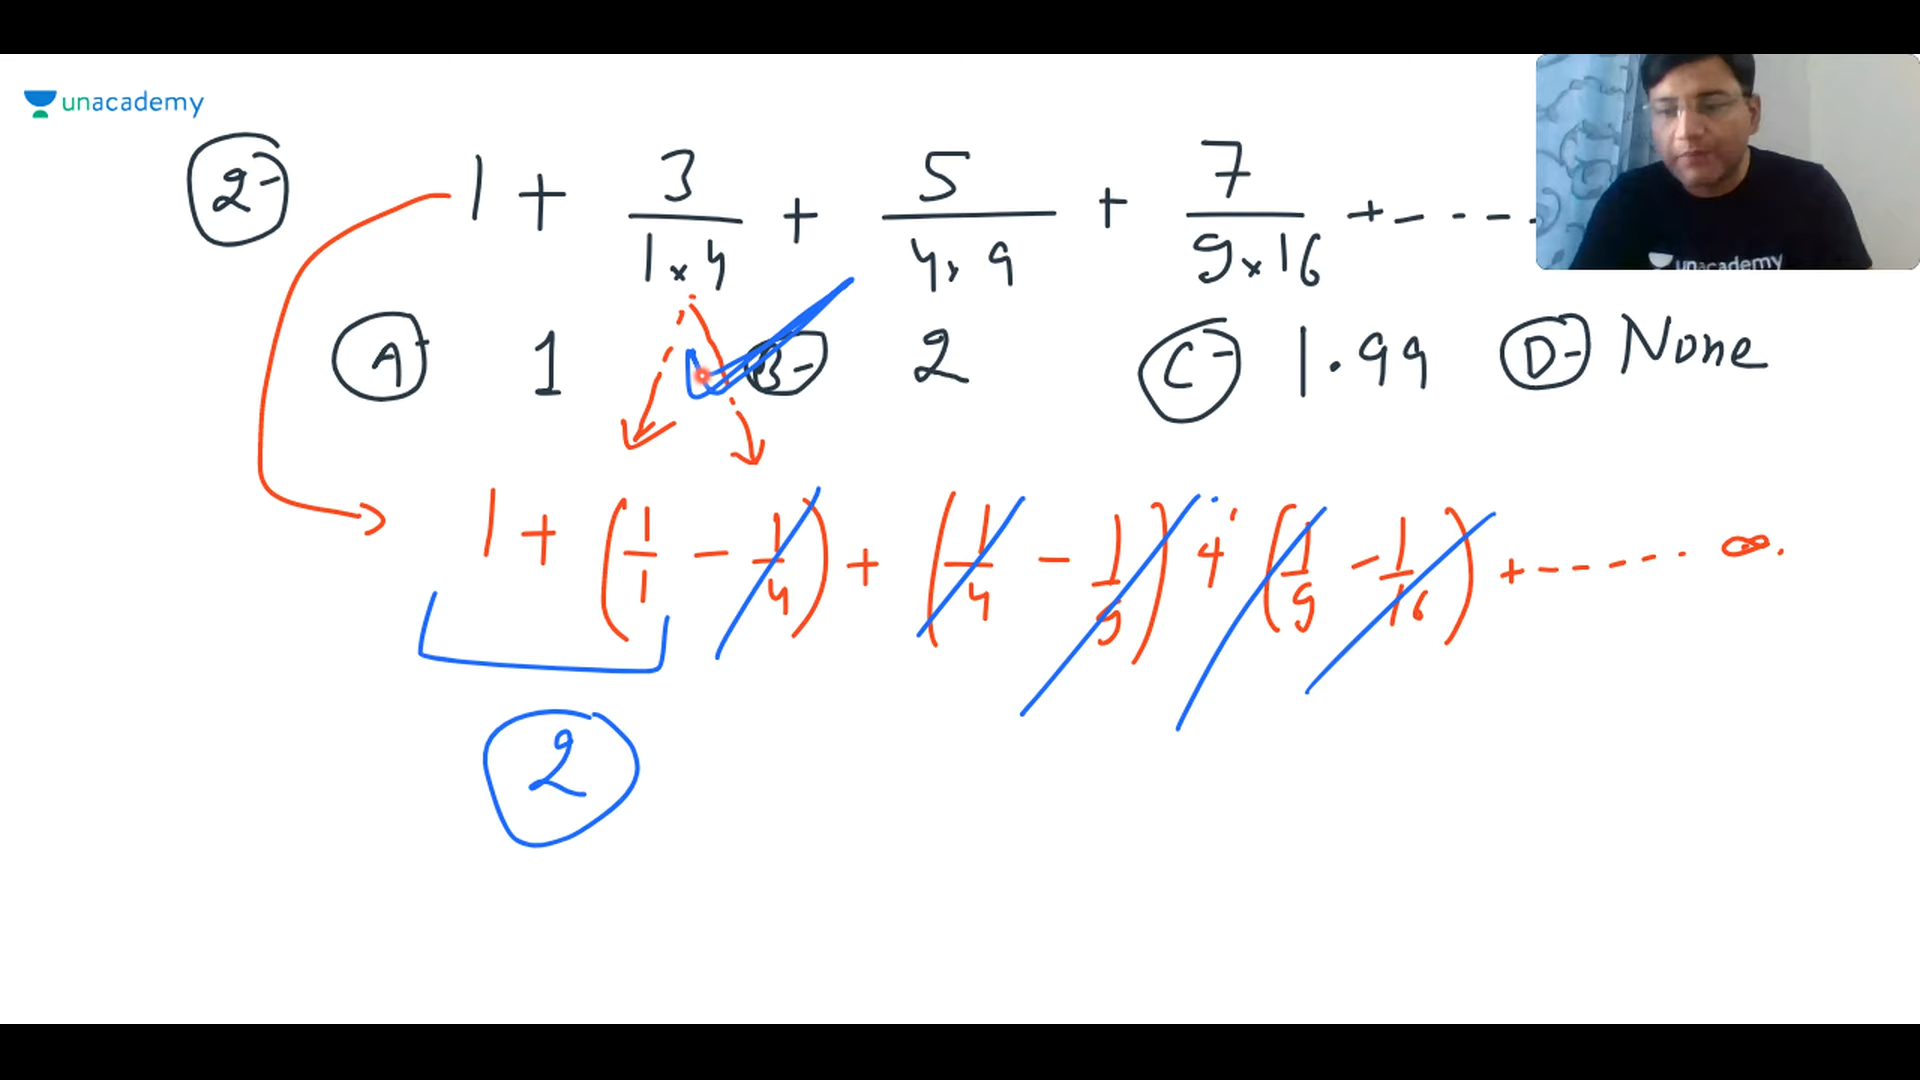 unacademy
2- 1 + 3/(1×4) + 5/(4×9) + 7/(9×16) + - - - -
A- 1 B- 2 C- 1.99 D- None
unacademy
1 + (1/1 - 1/4) + (1/4 - 1/9) + (1/9 - 1/16) + - - - - - ∞.
2